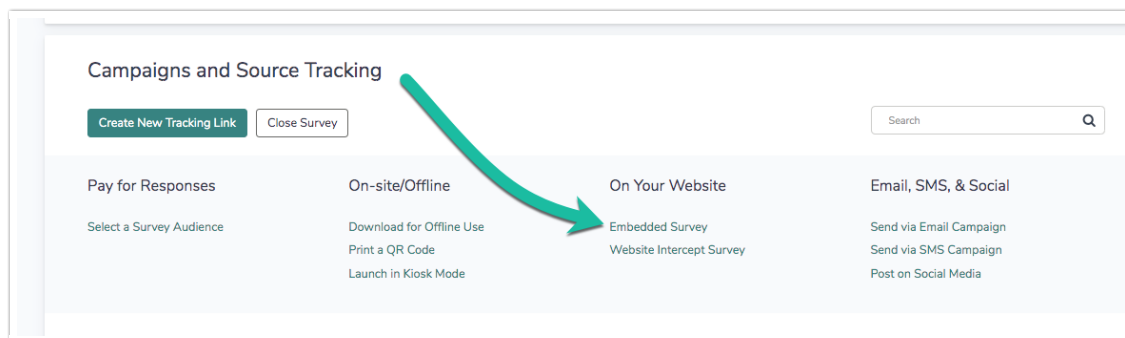 Campaigns and Source Tracking
Create New Tracking Link
Close Survey
Search
Pay for Responses
Select a Survey Audience
On-site/Offline
Download for Offline Use
Print a QR Code
Launch in Kiosk Mode
On Your Website
Embedded Survey
Website Intercept Survey
Email, SMS, & Social
Send via Email Campaign
Send via SMS Campaign
Post on Social Media